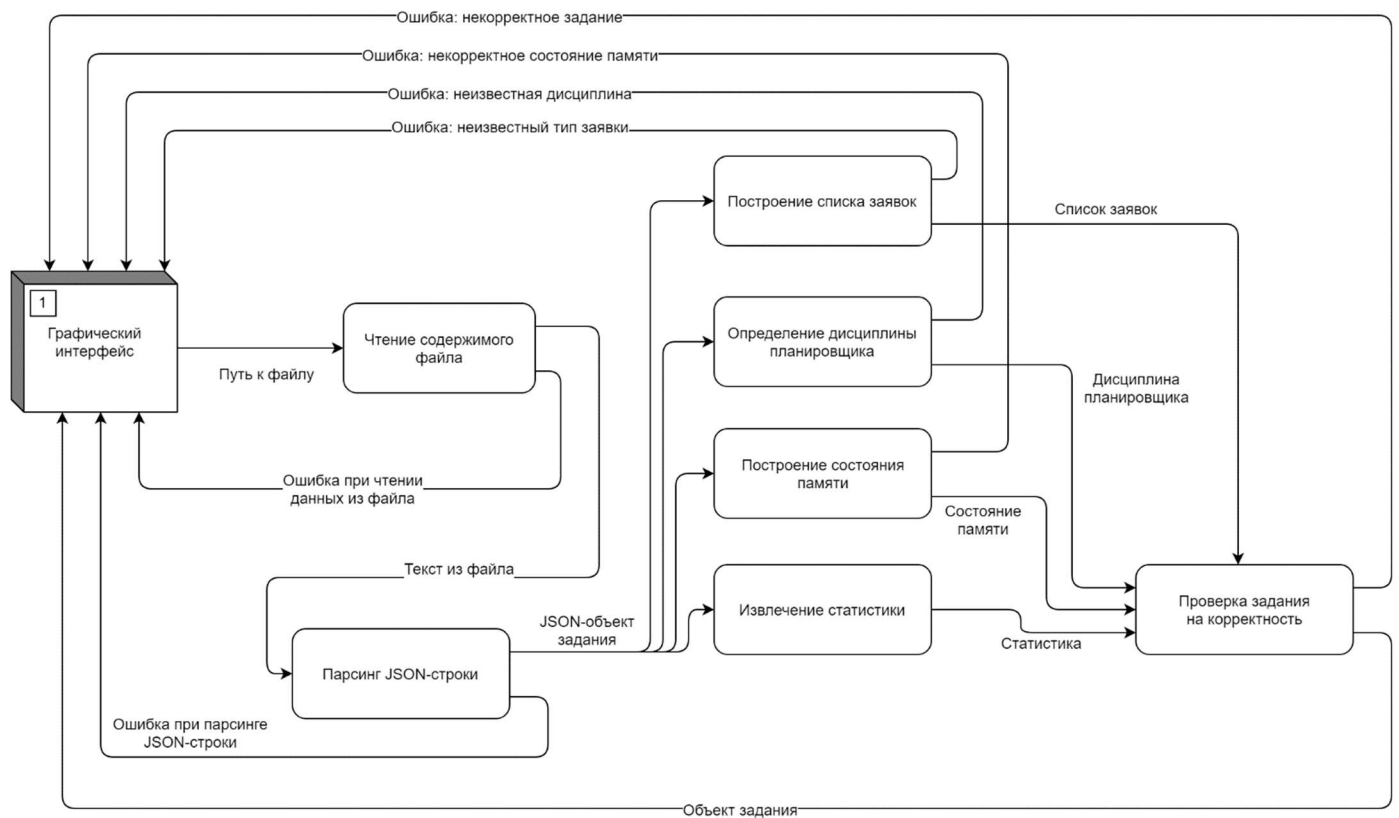 Ошибка: некорректное задание
Ошибка: некорректное состояние памяти
Ошибка: неизвестная дисциплина
Ошибка: неизвестный тип заявки
Построение списка заявок
Список заявок
1
Графический
интерфейс
Путь к файлу
Чтение содержимого
файла
Определение дисциплины
планировщика
Дисциплина
планировщика
Ошибка при чтении
данных из файла
Построение состояния
памяти
Состояние
памяти
Текст из файла
JSON-объект
задания
Извлечение статистики
Статистика
Проверка задания
на корректность
Парсинг JSON-строки
Ошибка при парсинге
JSON-строки
Объект задания